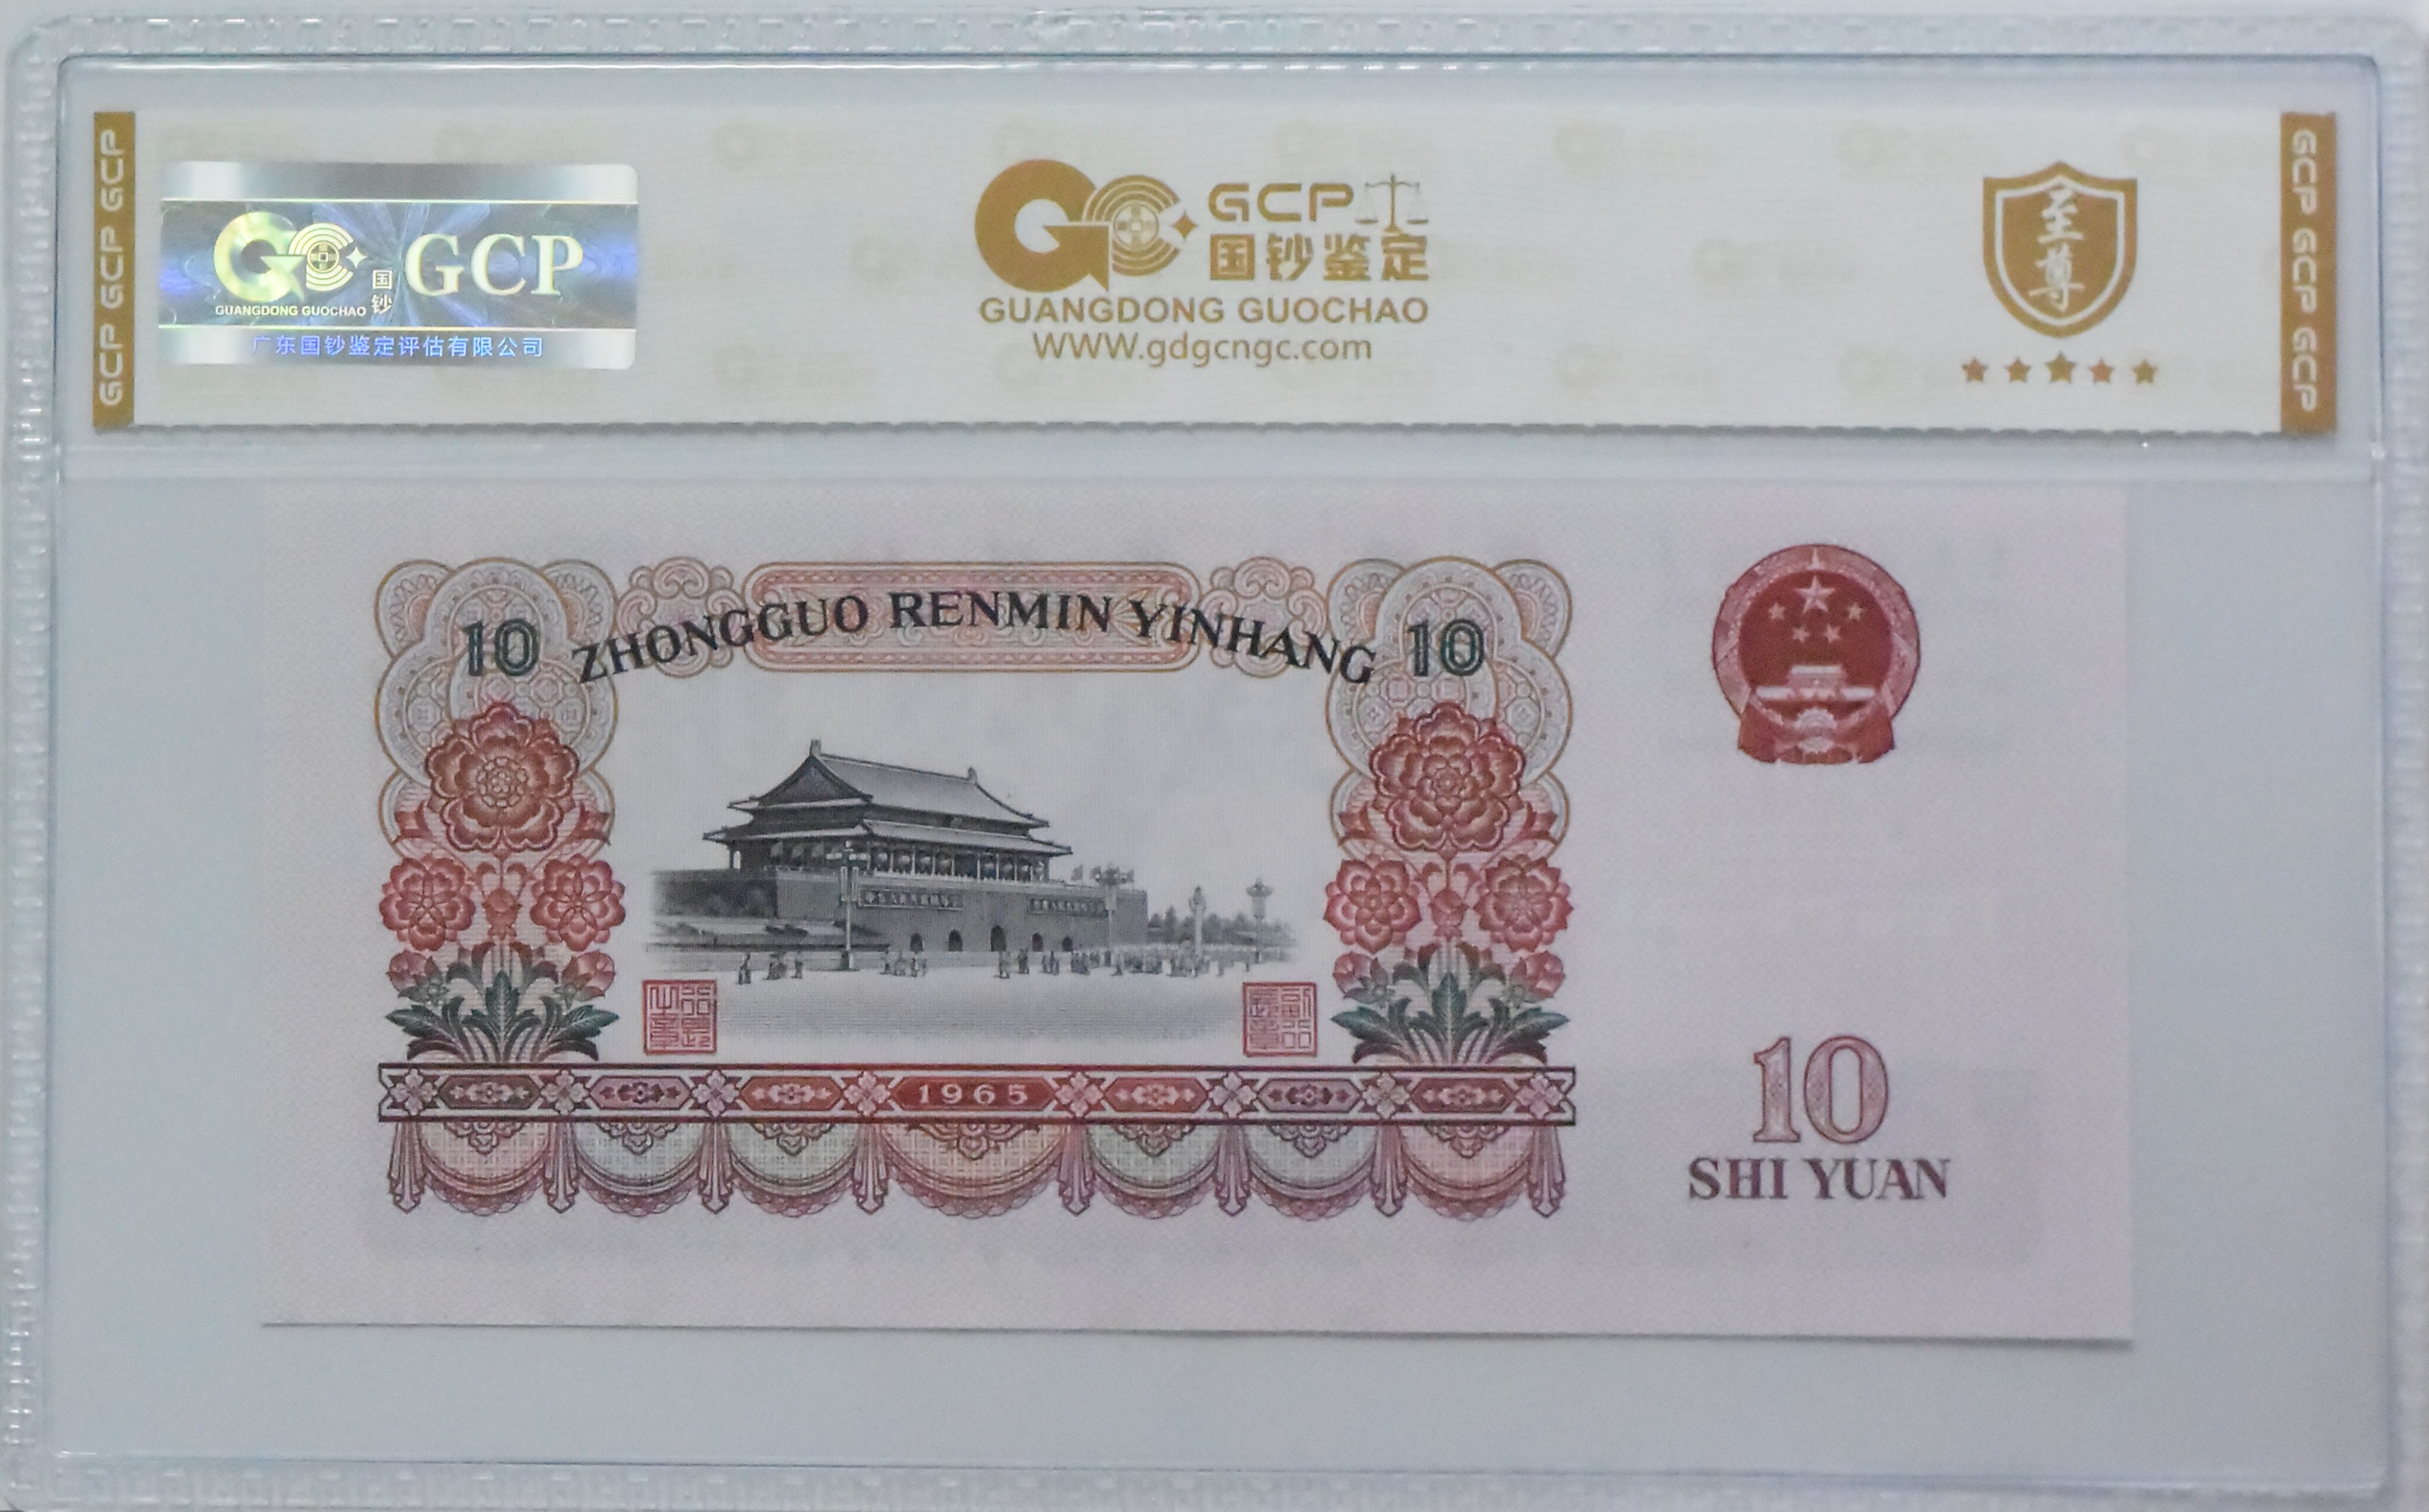 GCP GCP GCP
GCP
国钞
GUANGDONG GUOCHAO
广东国钞鉴定评估有限公司
GCP
国钞鉴定
GUANGDONG GUOCHAO
WWW.gdgcngc.com
至尊
GCP GCP GCP
10 ZHONGGUO RENMIN YINHANG 10
1965
10
SHI YUAN